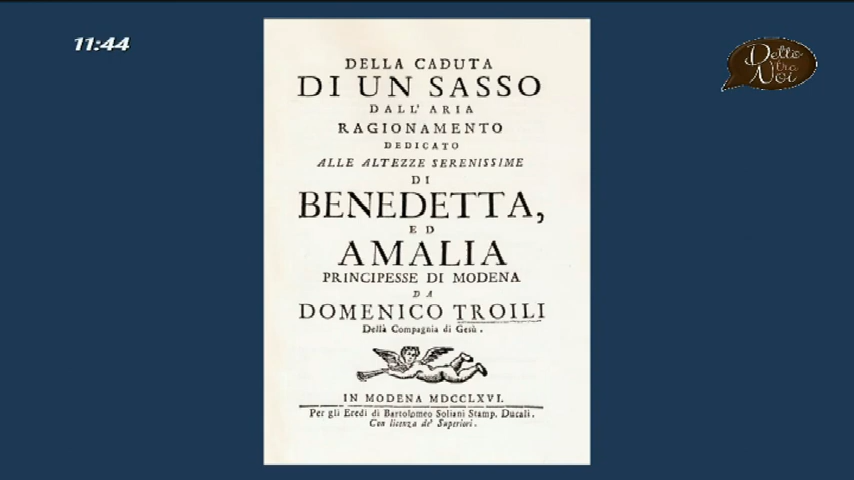 11:44
Detto
tra
Noi
DELLA CADUTA
DI UN SASSO
DALL' ARIA
RAGIONAMENTO
DEDICATO
ALLE ALTEZZE SERENISSIME
DI
BENEDETTA,
ED
AMALIA
PRINCIPESSE DI MODENA
DA
DOMENICO TROILI
Della Compagnia di Gesù.
IN MODENA MDCCLXVI.
Per gli Eredi di Bartolomeo Soliani Stamp. Ducali.
Con licenza de' Superiori.